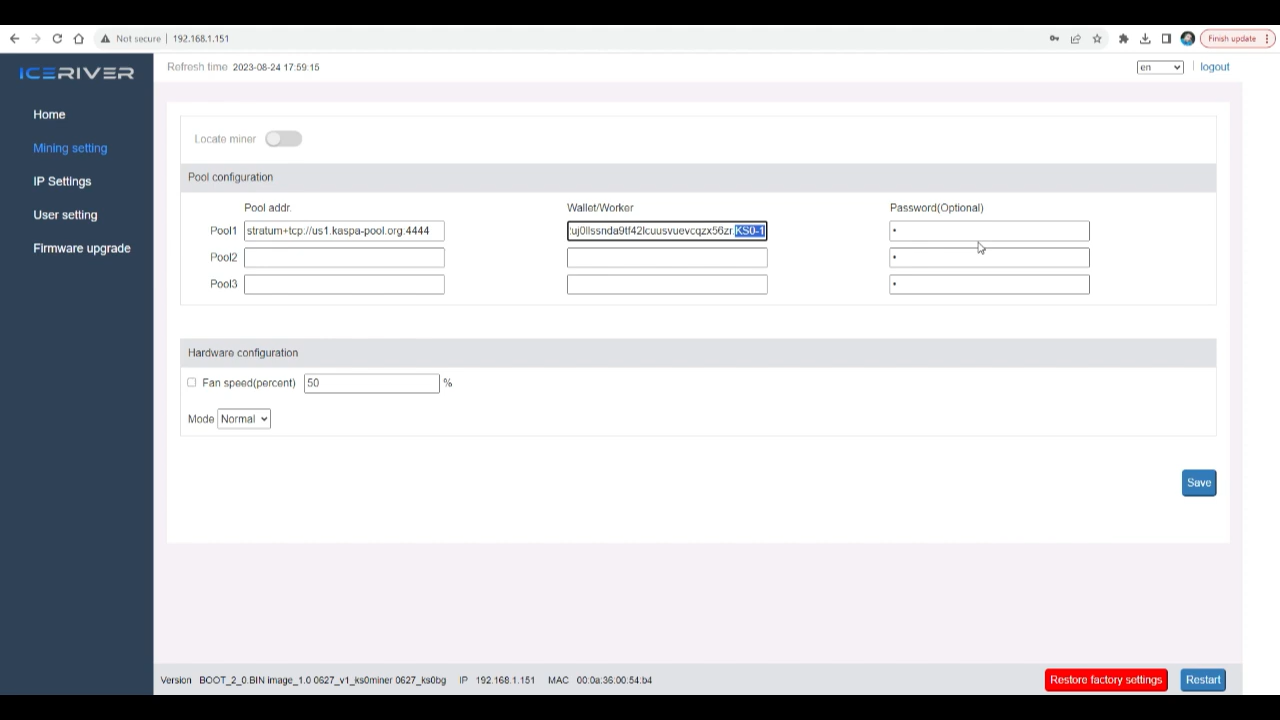 Not secure | 192.168.1.151
Finish update
ICERIVER
Refresh time 2023-08-24 17:59:15
en
logout
Home
Mining setting
IP Settings
User setting
Firmware upgrade
Locate miner
Pool configuration
Pool addr. Wallet/Worker Password(Optional)
Pool1 stratum+tcp://us1.kaspa-pool.org:4444 :uj0llssnda9tf42lcuusvuevcqzx56zr.KS0-1 •
Pool2 •
Pool3 •
Hardware configuration
Fan speed(percent) 50 %
Mode Normal
Save
Version BOOT_2_0.BIN image_1.0 0627_v1_ks0miner 0627_ks0bg IP 192.168.1.151 MAC 00:0a:36:00:54:b4
Restore factory settings
Restart